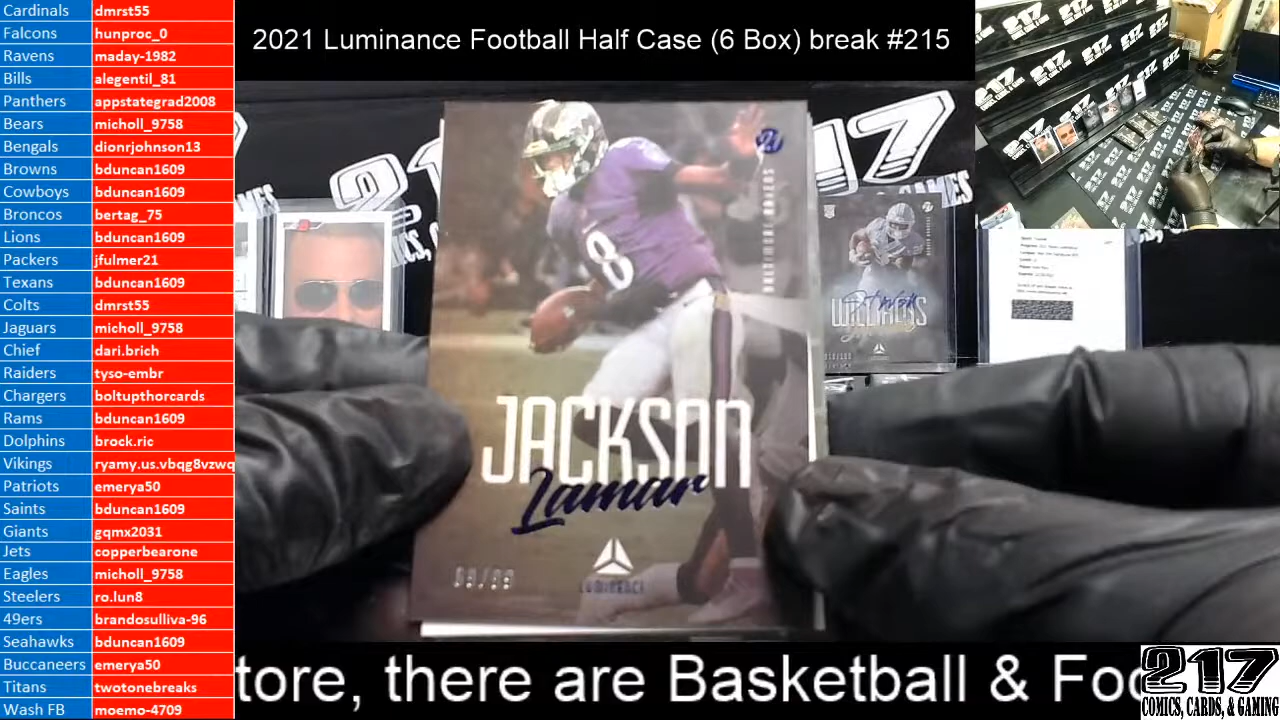 Cardinals dmrst55
Falcons hunproc_0
Ravens maday-1982
Bills alegentil_81
Panthers appstategrad2008
Bears micholl_9758
Bengals dionrjohnson13
Browns bduncan1609
Cowboys bduncan1609
Broncos bertag_75
Lions bduncan1609
Packers jfulmer21
Texans bduncan1609
Colts dmrst55
Jaguars micholl_9758
Chief dari.brich
Raiders tyso-embr
Chargers boltupthorcards
Rams bduncan1609
Dolphins brock.ric
Vikings ryamy.us.vbqg8vzwq
Patriots emerya50
Saints bduncan1609
Giants gqmx2031
Jets copperbearone
Eagles micholl_9758
Steelers ro.lun8
49ers brandosulliva-96
Seahawks bduncan1609
Buccaneers emerya50
Titans twotonebreaks
Wash FB moemo-4709
2021 Luminance Football Half Case (6 Box) break #215
8
JACKSON
Lamar
LUMINANCE
WILLIAMS
217
tore, there are Basketball & Foo
217
COMICS, CARDS, & GAMING